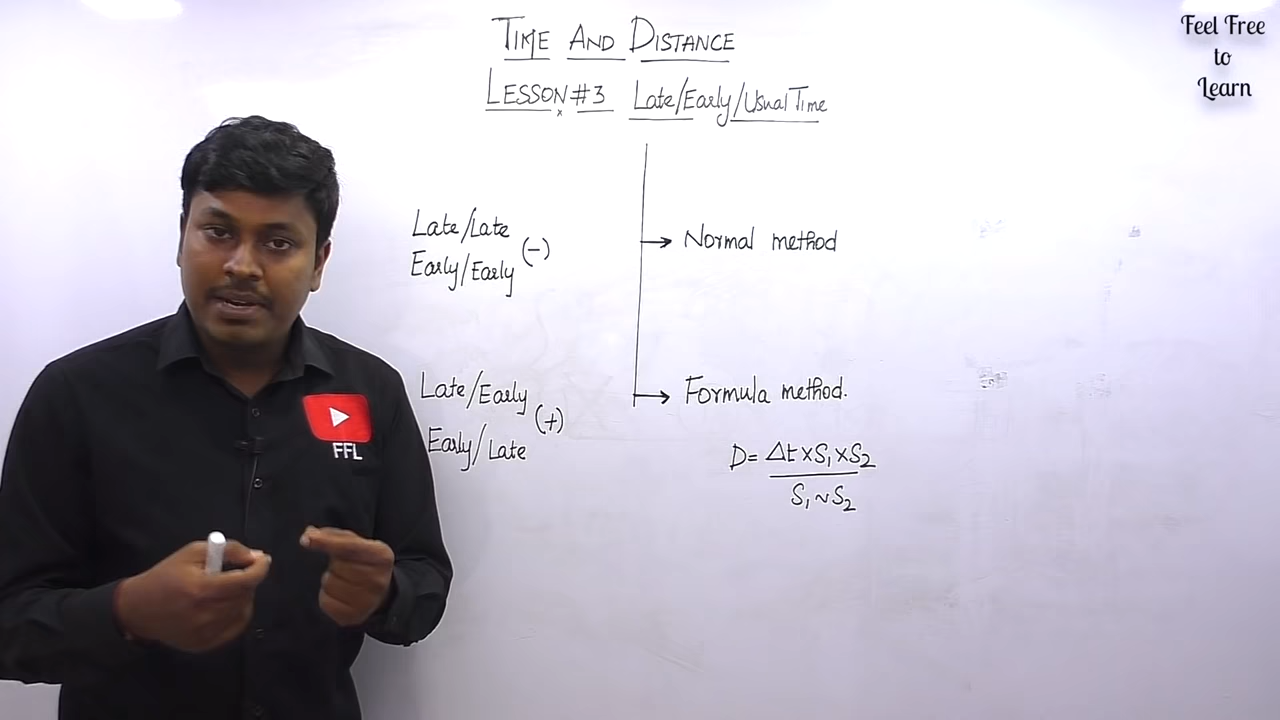 TIME AND DISTANCE
LESSON #3 Late/Early/Usual Time
Feel Free
to
Learn
Late/Late
Early/Early (-)
Normal method
Late/Early
Early/Late (+)
Formula method.
D = Δt×S₁×S₂
S₁~S₂
FFL